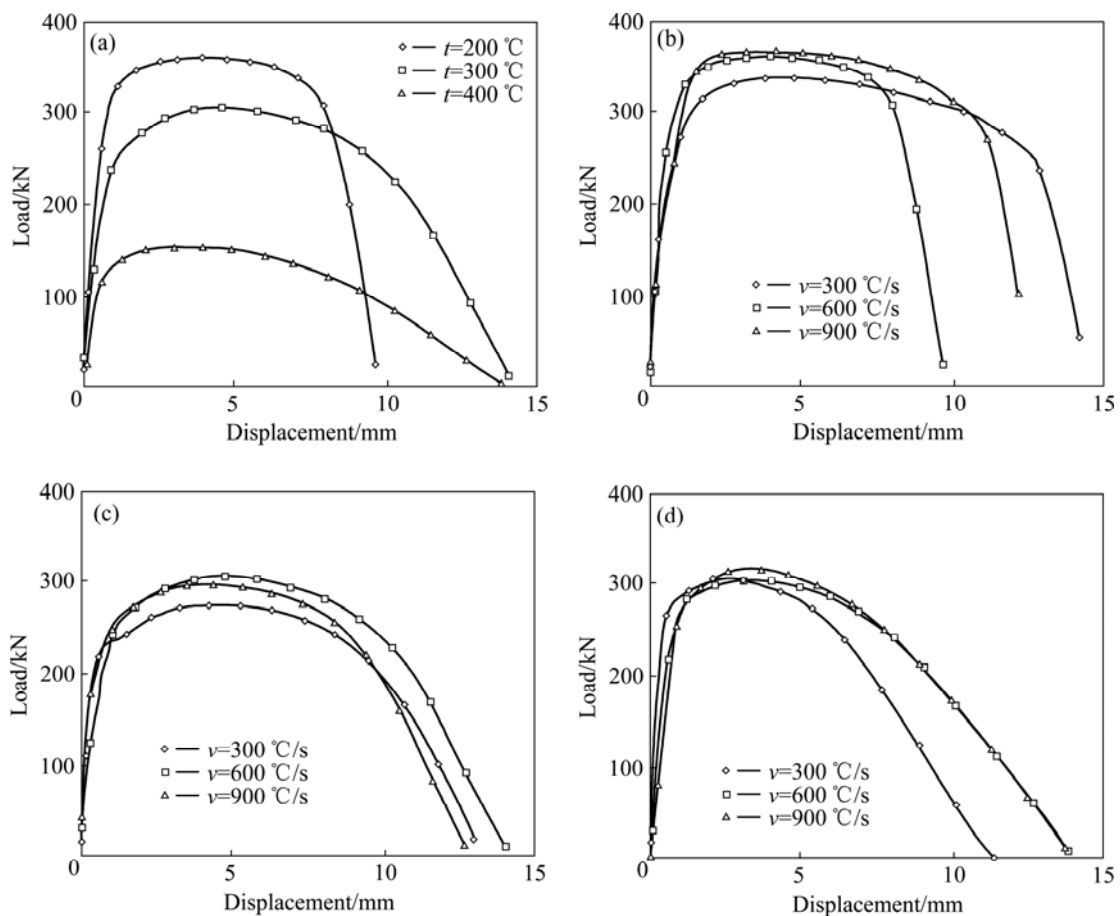 400
(a)
t=200 ℃
t=300 ℃
t=400 ℃
300
200
100
0
5
10
15
Load/kN
Displacement/mm
400
(b)
300
200
100
v=300 ℃/s
v=600 ℃/s
v=900 ℃/s
0
5
10
15
Load/kN
Displacement/mm
400
(c)
300
200
100
v=300 ℃/s
v=600 ℃/s
v=900 ℃/s
0
5
10
15
Load/kN
Displacement/mm
400
(d)
300
200
100
v=300 ℃/s
v=600 ℃/s
v=900 ℃/s
0
5
10
15
Load/kN
Displacement/mm